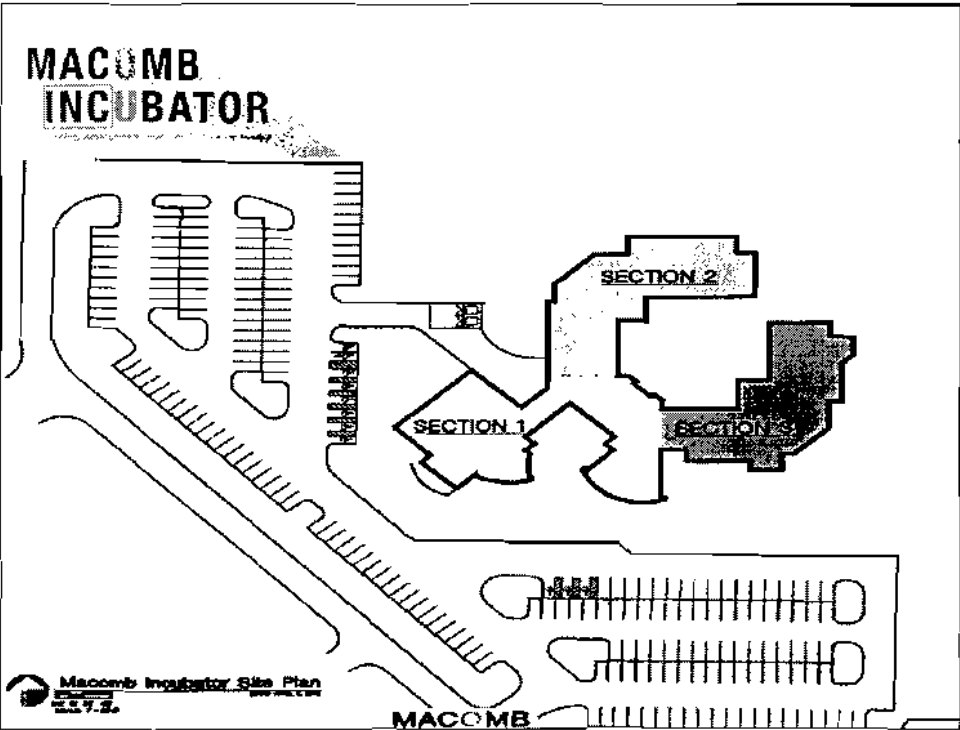 MACOMB
INCUBATOR
SECTION 2
SECTION 1
SECTION 3
Macomb Incubator Site Plan
MACOMB